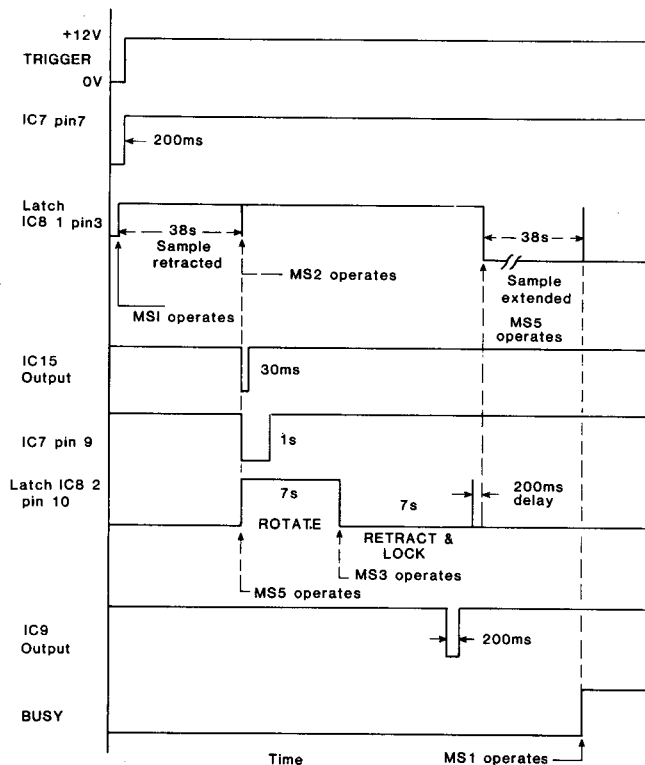 +12V
TRIGGER
OV
IC7 pin7
200ms
Latch
IC8 1 pin3
38s
Sample
retracted
MS2 operates
MSI operates
38s
Sample
extended
MS5
operates
IC15
Output
30ms
IC7 pin 9
1s
Latch IC8 2
pin 10
7s
ROTATE
7s
RETRACT &
LOCK
200ms
delay
MS3 operates
MS5 operates
IC9
Output
200ms
BUSY
Time
MS1 operates